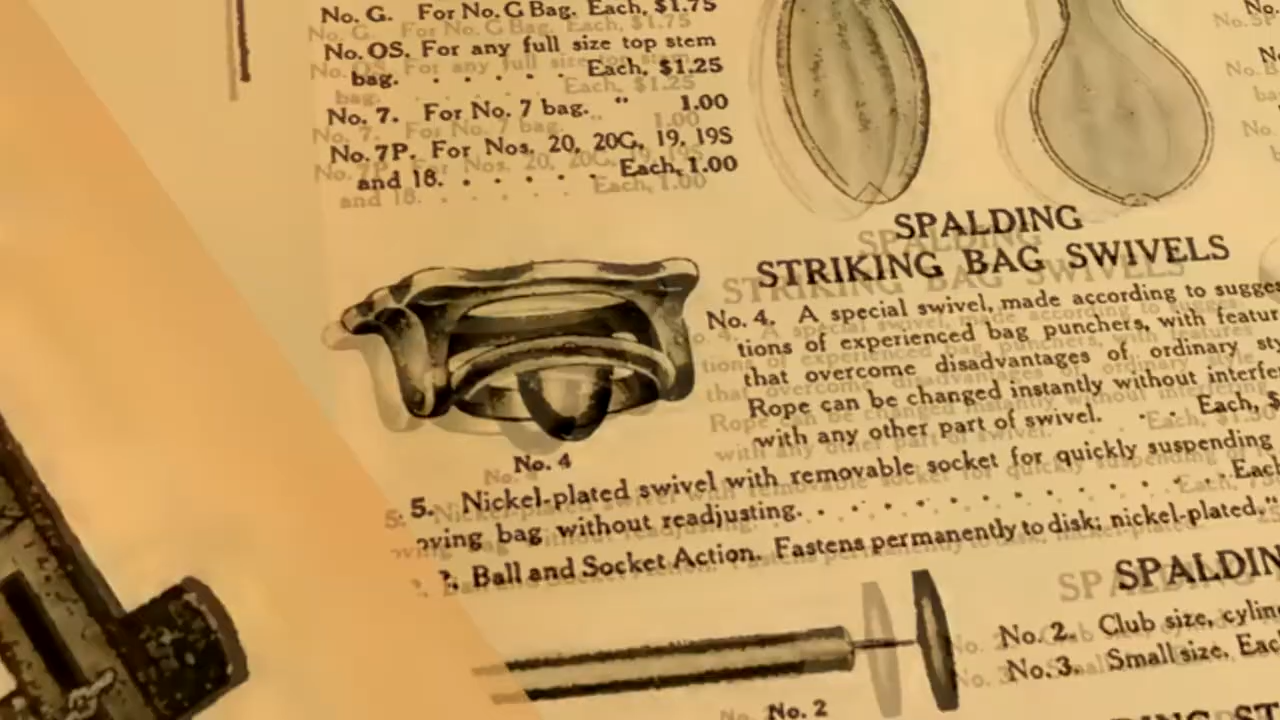 No. G. For No. G Bag. Each, $1.75
No. OS. For any full size top stem
bag. . . . . . Each, $1.25
No. 7. For No. 7 bag. " 1.00
No. 7P. For Nos. 20, 20G, 19, 19S
and 18. . . . . . Each, 1.00
SPALDING
STRIKING BAG SWIVELS
No. 4. A special swivel, made according to sugges
tions of experienced bag punchers, with featur
that overcome disadvantages of ordinary sty
Rope can be changed instantly without interfer
with any other part of swivel. . . Each, $
No. 4
5. Nickel-plated swivel with removable socket for quickly suspending
oving bag without readjusting. . . . . . . . . . . . . Each
Ball and Socket Action. Fastens permanently to disk; nickel-plated. "
SPALDIN
No. 2. Club size, cylin
No. 3. Small size. Eac
No. 2